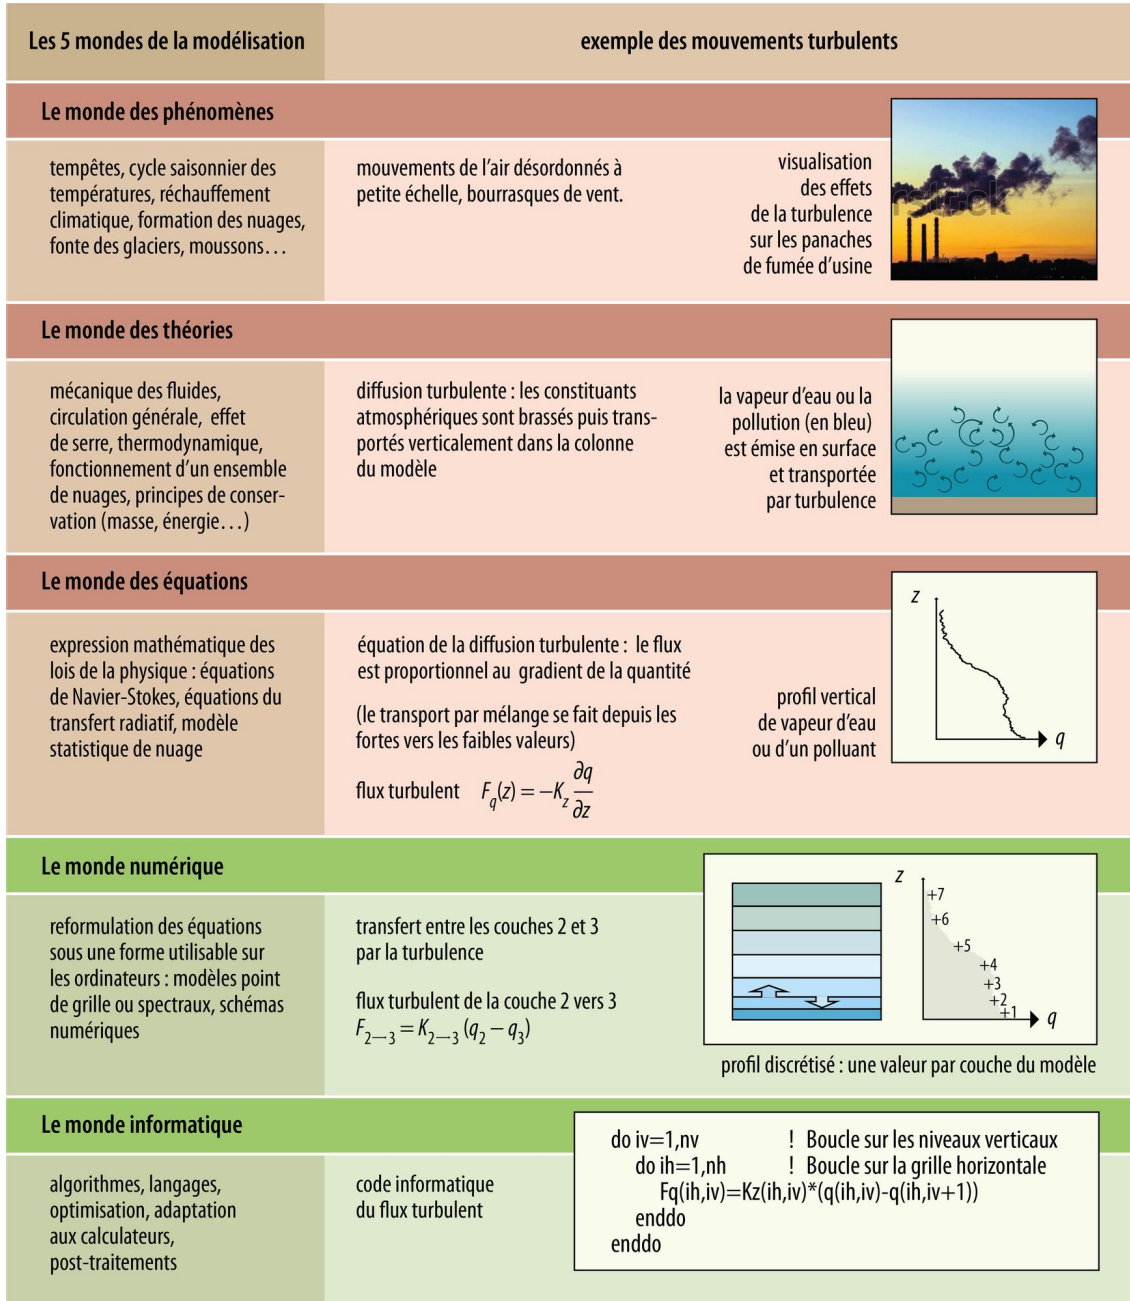 Les 5 mondes de la modélisation
exemple des mouvements turbulents
Le monde des phénomènes
tempêtes, cycle saisonnier des
températures, réchauffement
climatique, formation des nuages,
fonte des glaciers, moussons…
mouvements de l'air désordonnés à
petite échelle, bourrasques de vent.
visualisation
des effets
de la turbulence
sur les panaches
de fumée d'usine
Le monde des théories
mécanique des fluides,
circulation générale, effet
de serre, thermodynamique,
fonctionnement d'un ensemble
de nuages, principes de conser-
vation (masse, énergie…)
diffusion turbulente : les constituants
atmosphériques sont brassés puis trans-
portés verticalement dans la colonne
du modèle
la vapeur d'eau ou la
pollution (en bleu)
est émise en surface
et transportée
par turbulence
Le monde des équations
expression mathématique des
lois de la physique : équations
de Navier-Stokes, équations du
transfert radiatif, modèle
statistique de nuage
équation de la diffusion turbulente : le flux
est proportionnel au gradient de la quantité
(le transport par mélange se fait depuis les
fortes vers les faibles valeurs)
flux turbulent F_q(z) = −K_z ∂q/∂z
profil vertical
de vapeur d'eau
ou d'un polluant
z
q
Le monde numérique
reformulation des équations
sous une forme utilisable sur
les ordinateurs : modèles point
de grille ou spectraux, schémas
numériques
transfert entre les couches 2 et 3
par la turbulence
flux turbulent de la couche 2 vers 3
F₂→₃ = K₂→₃ (q₂ − q₃)
z
+7
+6
+5
+4
+3
+2
+1
q
profil discrétisé : une valeur par couche du modèle
Le monde informatique
algorithmes, langages,
optimisation, adaptation
aux calculateurs,
post-traitements
code informatique
du flux turbulent
do iv=1,nv ! Boucle sur les niveaux verticaux
do ih=1,nh ! Boucle sur la grille horizontale
Fq(ih,iv)=Kz(ih,iv)*(q(ih,iv)-q(ih,iv+1))
enddo
enddo